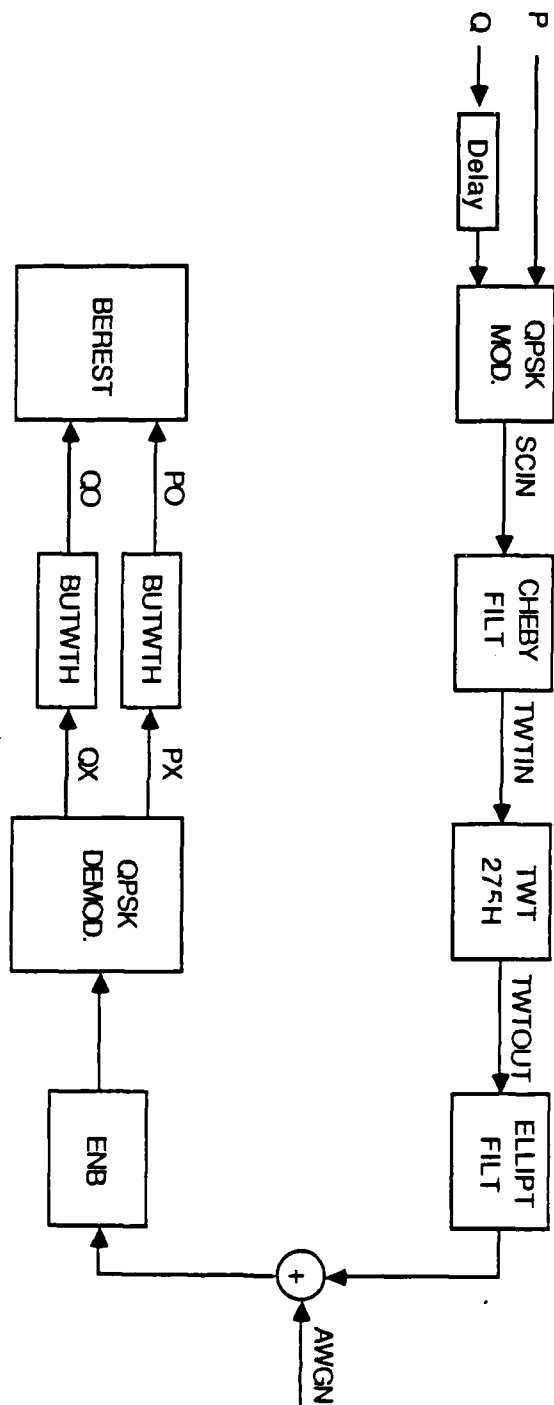 P
Q
Delay
QPSK
MOD.
SCIN
CHEBY
FILT
TWTIN
TWT
275H
TWTOUT
ELLIPT
FILT
+
AWGN
ENB
QPSK
DEMOD.
PX
QX
BUTWTH
BUTWTH
PO
QO
BEREST